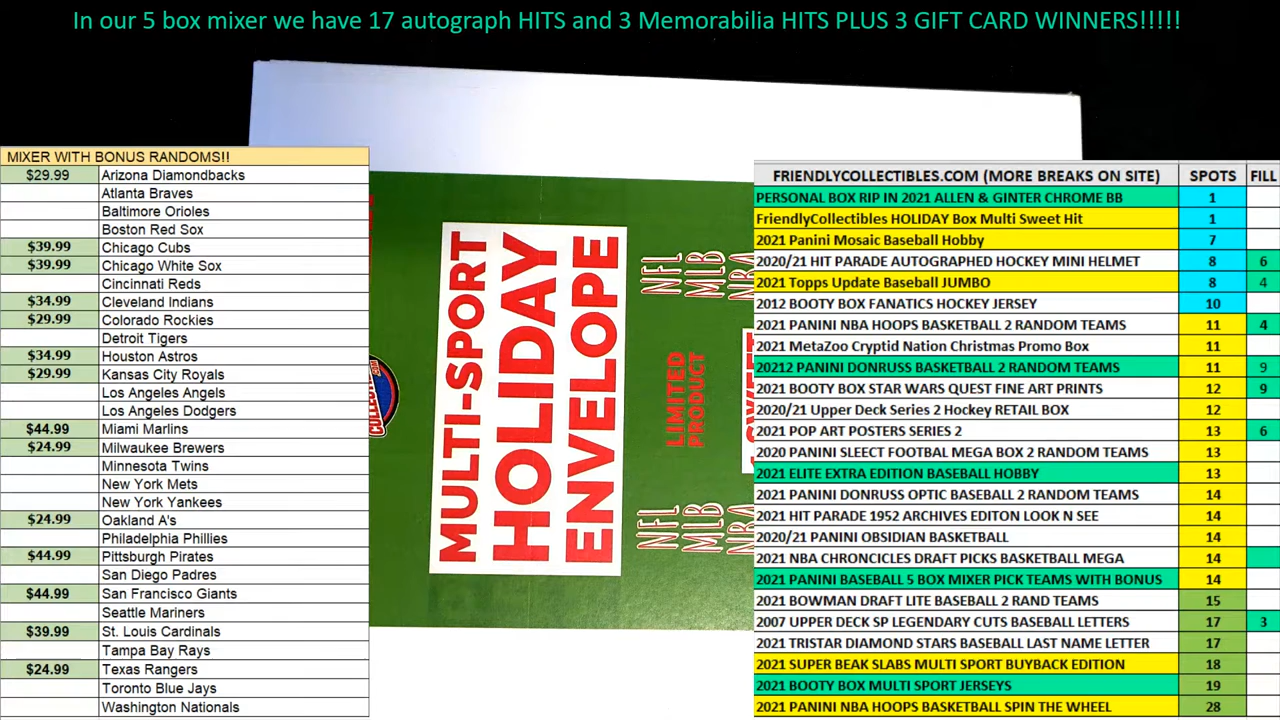 In our 5 box mixer we have 17 autograph HITS and 3 Memorabilia HITS PLUS 3 GIFT CARD WINNERS!!!!!
MIXER WITH BONUS RANDOMS!!
$29.99 Arizona Diamondbacks
Atlanta Braves
Baltimore Orioles
Boston Red Sox
$39.99 Chicago Cubs
$39.99 Chicago White Sox
Cincinnati Reds
$34.99 Cleveland Indians
$29.99 Colorado Rockies
Detroit Tigers
$34.99 Houston Astros
$29.99 Kansas City Royals
Los Angeles Angels
Los Angeles Dodgers
$44.99 Miami Marlins
$24.99 Milwaukee Brewers
Minnesota Twins
New York Mets
New York Yankees
$24.99 Oakland A's
Philadelphia Phillies
$44.99 Pittsburgh Pirates
San Diego Padres
$44.99 San Francisco Giants
Seattle Mariners
$39.99 St. Louis Cardinals
Tampa Bay Rays
$24.99 Texas Rangers
Toronto Blue Jays
Washington Nationals
MULTI-SPORT
HOLIDAY
ENVELOPE
NFL
MLB
NBA
LIMITED
PRODUCT
NFL
MLB
NBA
FRIENDLYCOLLECTIBLES.COM (MORE BREAKS ON SITE) SPOTS FILL
PERSONAL BOX RIP IN 2021 ALLEN & GINTER CHROME BB 1
FriendlyCollectibles HOLIDAY Box Multi Sweet Hit 1
2021 Panini Mosaic Baseball Hobby 7
2020/21 HIT PARADE AUTOGRAPHED HOCKEY MINI HELMET 8 6
2021 Topps Update Baseball JUMBO 8 4
2012 BOOTY BOX FANATICS HOCKEY JERSEY 10
2021 PANINI NBA HOOPS BASKETBALL 2 RANDOM TEAMS 11 4
2021 MetaZoo Cryptid Nation Christmas Promo Box 11
20212 PANINI DONRUSS BASKETBALL 2 RANDOM TEAMS 11 9
2021 BOOTY BOX STAR WARS QUEST FINE ART PRINTS 12 9
2020/21 Upper Deck Series 2 Hockey RETAIL BOX 12
2021 POP ART POSTERS SERIES 2 13 6
2020 PANINI SLEECT FOOTBAL MEGA BOX 2 RANDOM TEAMS 13
2021 ELITE EXTRA EDITION BASEBALL HOBBY 13
2021 PANINI DONRUSS OPTIC BASEBALL 2 RANDOM TEAMS 14
2021 HIT PARADE 1952 ARCHIVES EDITON LOOK N SEE 14
2020/21 PANINI OBSIDIAN BASKETBALL 14
2021 NBA CHRONCICLES DRAFT PICKS BASKETBALL MEGA 14
2021 PANINI BASEBALL 5 BOX MIXER PICK TEAMS WITH BONUS 14
2021 BOWMAN DRAFT LITE BASEBALL 2 RAND TEAMS 15
2007 UPPER DECK SP LEGENDARY CUTS BASEBALL LETTERS 17 3
2021 TRISTAR DIAMOND STARS BASEBALL LAST NAME LETTER 17
2021 SUPER BEAK SLABS MULTI SPORT BUYBACK EDITION 18
2021 BOOTY BOX MULTI SPORT JERSEYS 19
2021 PANINI NBA HOOPS BASKETBALL SPIN THE WHEEL 28